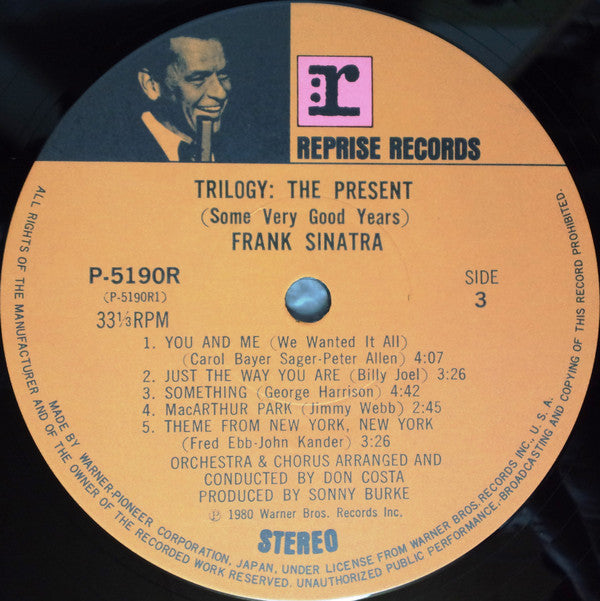 r
REPRISE RECORDS
TRILOGY: THE PRESENT
(Some Very Good Years)
FRANK SINATRA
P-5190R
(P-5190R1)
33⅓RPM
SIDE
3
1. YOU AND ME (We Wanted It All)
(Carol Bayer Sager-Peter Allen) 4:07
2. JUST THE WAY YOU ARE (Billy Joel) 3:26
3. SOMETHING (George Harrison) 4:42
4. MacARTHUR PARK (Jimmy Webb) 2:45
5. THEME FROM NEW YORK, NEW YORK
(Fred Ebb-John Kander) 3:26
ORCHESTRA & CHORUS ARRANGED AND
CONDUCTED BY DON COSTA
PRODUCED BY SONNY BURKE
℗ 1980 Warner Bros. Records Inc.
STEREO
ALL RIGHTS OF THE MANUFACTURER AND OF THE OWNER OF THE RECORDED WORK RESERVED. UNAUTHORIZED PUBLIC PERFORMANCE, BROADCASTING AND COPYING OF THIS RECORD PROHIBITED.
MADE BY WARNER-PIONEER CORPORATION, JAPAN, UNDER LICENSE FROM WARNER BROS. RECORDS INC., U.S.A.